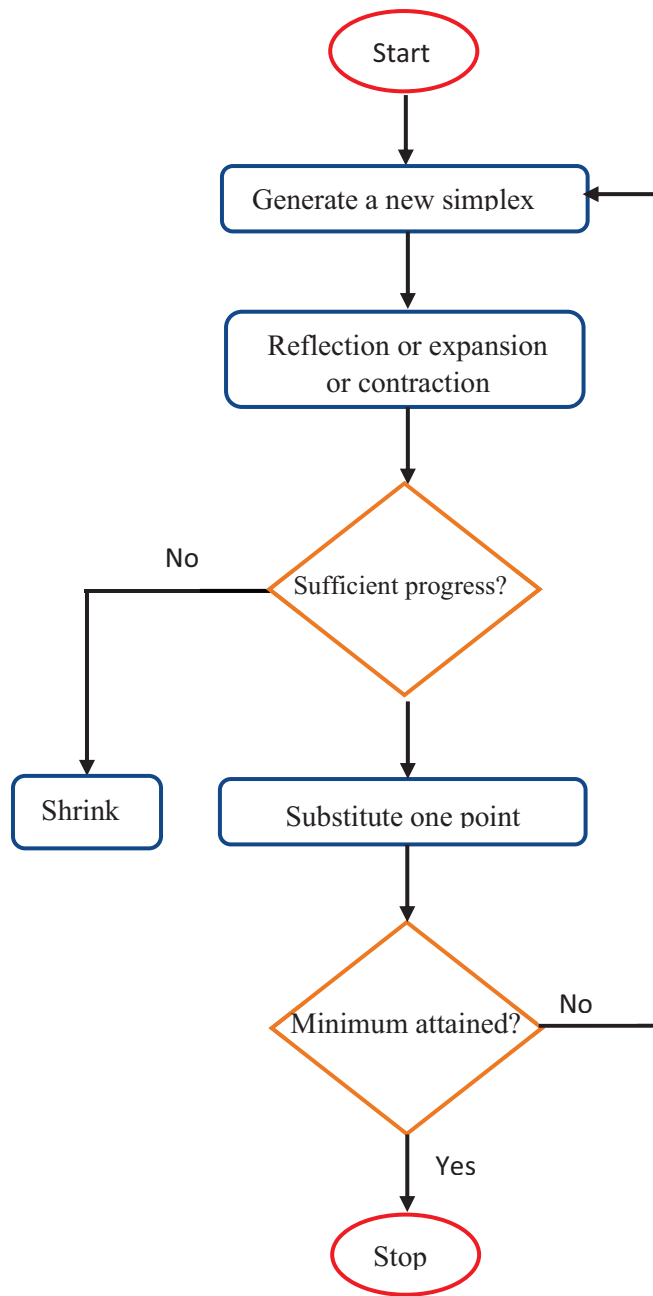 Start
Generate a new simplex
Reflection or expansion
or contraction
No
Sufficient progress?
Shrink
Substitute one point
Minimum attained?
No
Yes
Stop